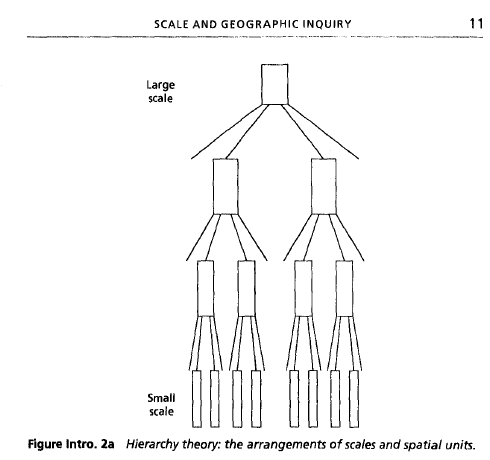 SCALE AND GEOGRAPHIC INQUIRY 11
Large
scale
Small
scale
Figure Intro. 2a Hierarchy theory: the arrangements of scales and spatial units.